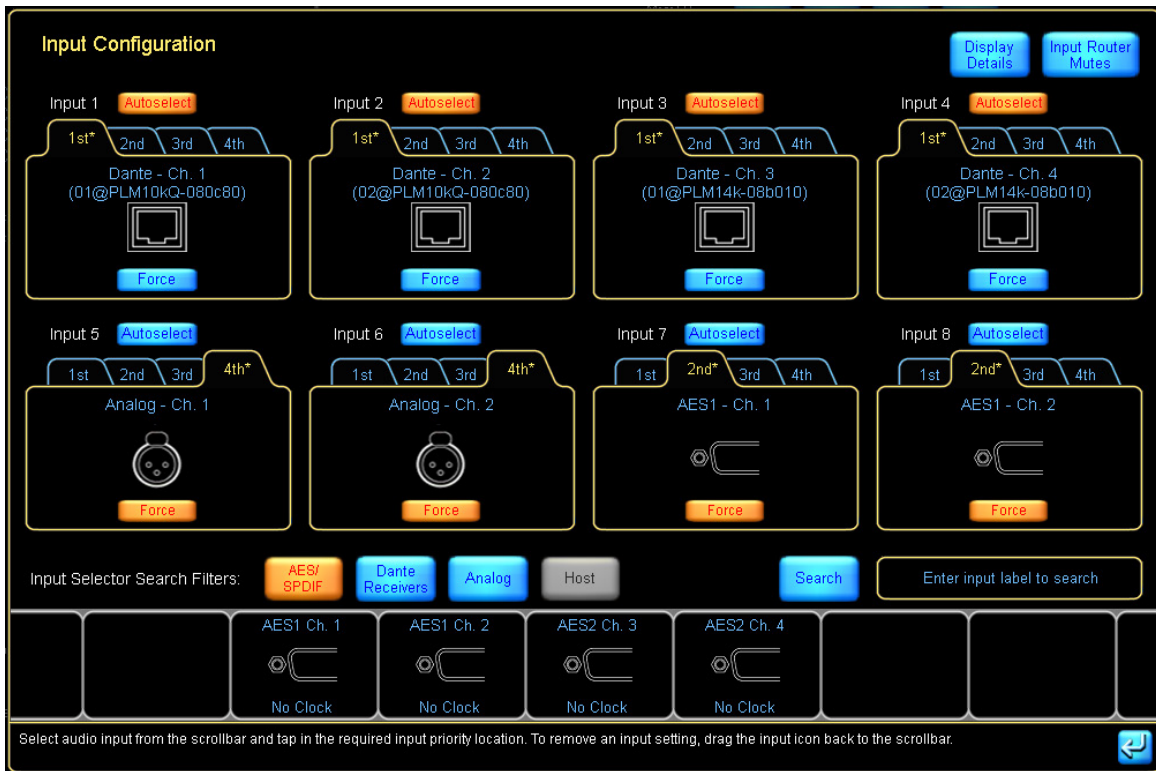 Input Configuration
Display Details
Input Router Mutes
Input 1 Autoselect
1st* 2nd 3rd 4th
Dante - Ch. 1
(01@PLM10kQ-080c80)
Force
Input 2 Autoselect
1st* 2nd 3rd 4th
Dante - Ch. 2
(02@PLM10kQ-080c80)
Force
Input 3 Autoselect
1st* 2nd 3rd 4th
Dante - Ch. 3
(01@PLM14k-08b010)
Force
Input 4 Autoselect
1st* 2nd 3rd 4th
Dante - Ch. 4
(02@PLM14k-08b010)
Force
Input 5 Autoselect
1st 2nd 3rd 4th*
Analog - Ch. 1
Force
Input 6 Autoselect
1st 2nd 3rd 4th*
Analog - Ch. 2
Force
Input 7 Autoselect
1st 2nd* 3rd 4th
AES1 - Ch. 1
Force
Input 8 Autoselect
1st 2nd* 3rd 4th
AES1 - Ch. 2
Force
Input Selector Search Filters:
AES/ SPDIF
Dante Receivers
Analog
Host
Search
Enter input label to search
AES1 Ch. 1
No Clock
AES1 Ch. 2
No Clock
AES2 Ch. 3
No Clock
AES2 Ch. 4
No Clock
Select audio input from the scrollbar and tap in the required input priority location. To remove an input setting, drag the input icon back to the scrollbar.